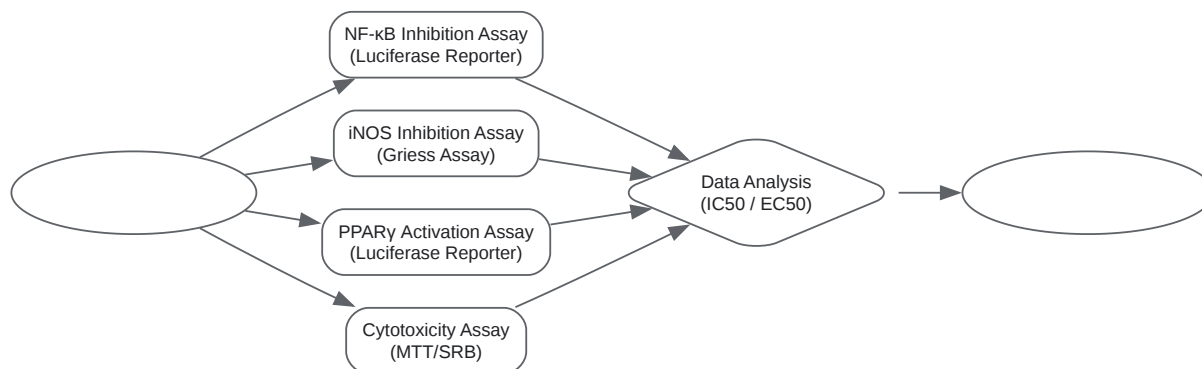 NF-κB Inhibition Assay
(Luciferase Reporter)
iNOS Inhibition Assay
(Griess Assay)
PPARγ Activation Assay
(Luciferase Reporter)
Cytotoxicity Assay
(MTT/SRB)
Data Analysis
(IC50 / EC50)